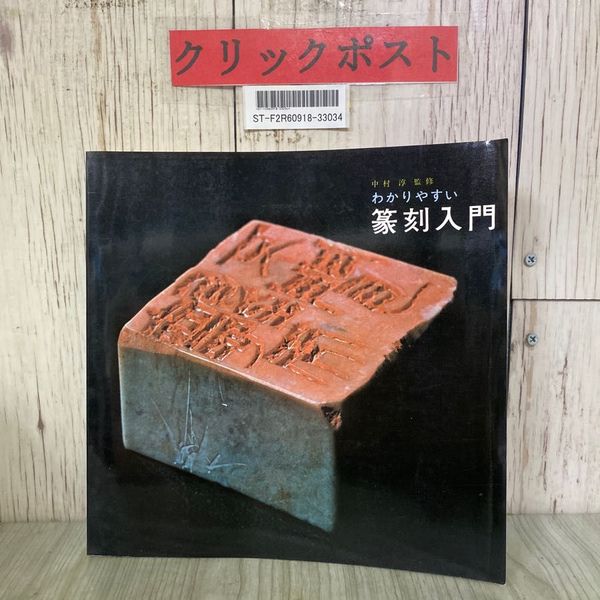 クリックポスト
ST-F2R60918-33034
中村 淳 監修
わかりやすい
篆刻入門